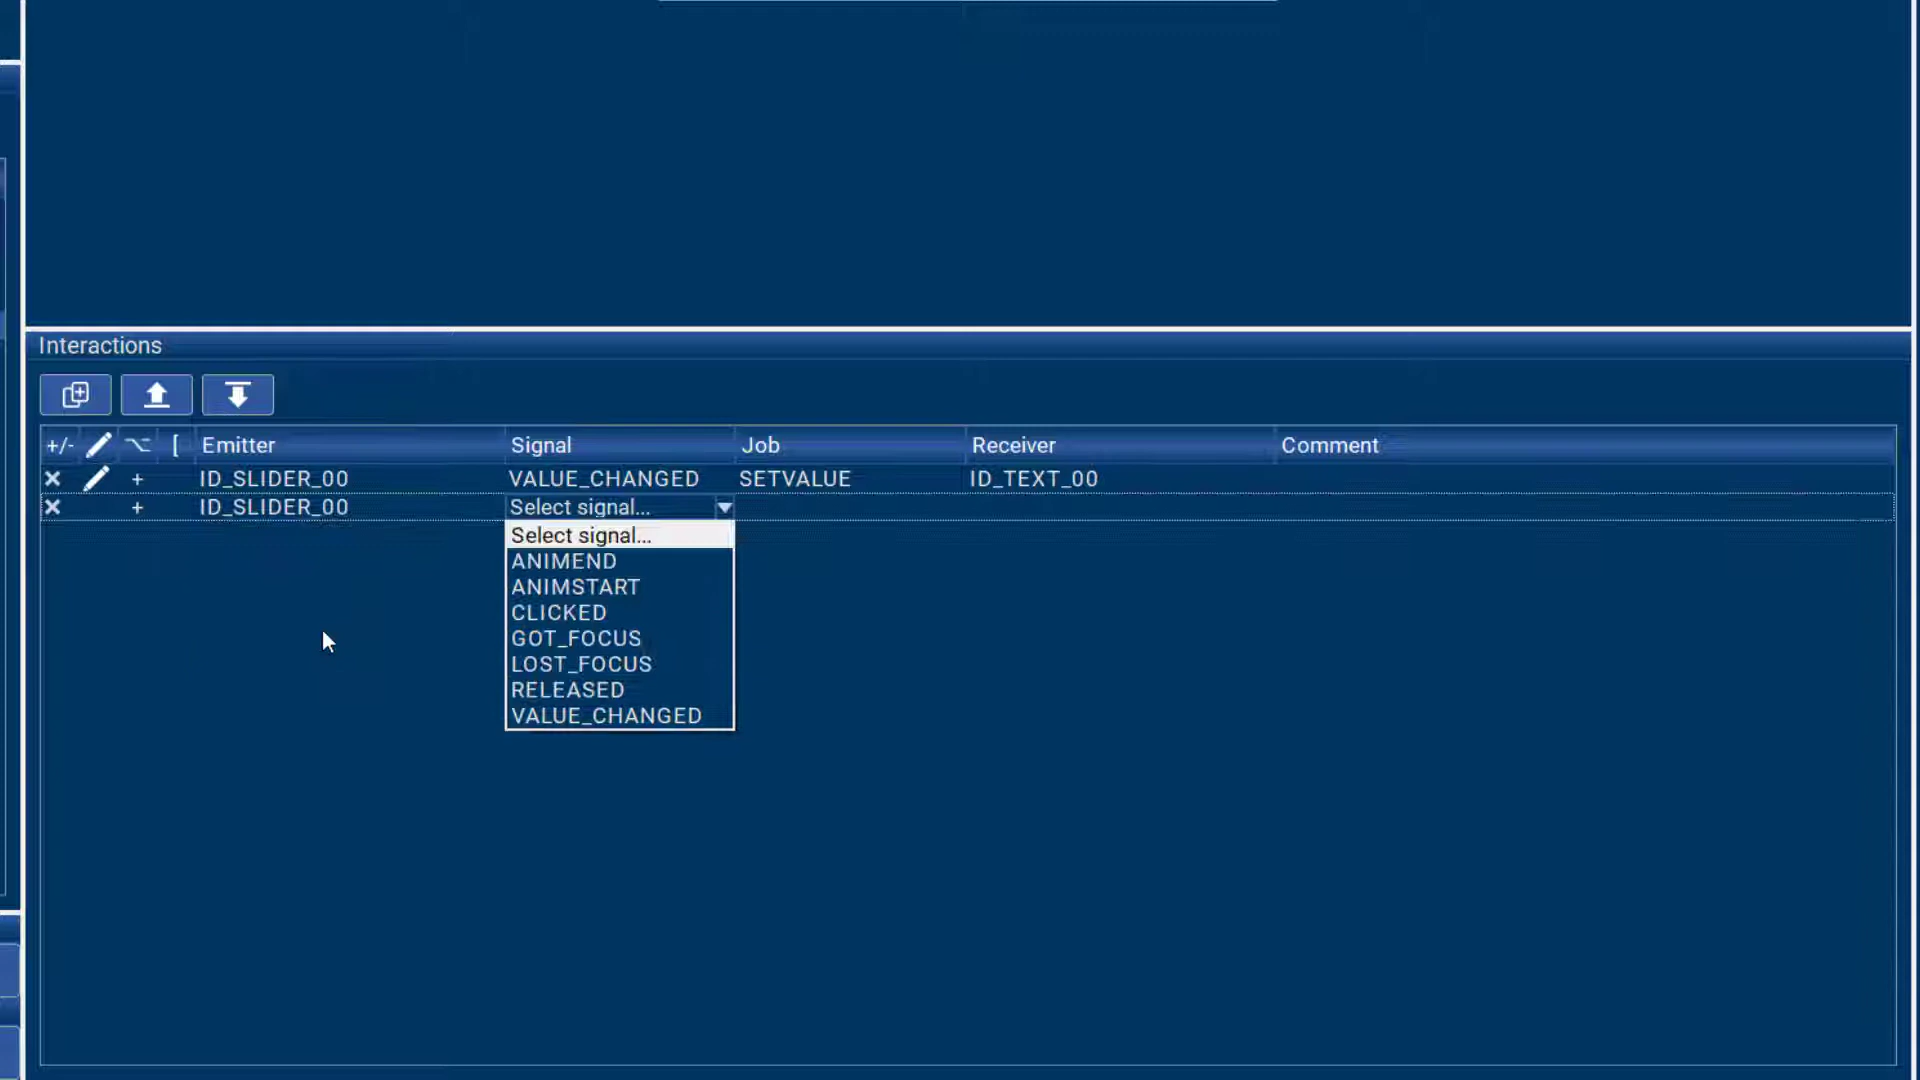 Interactions
+/- [ Emitter Signal Job Receiver Comment
+ ID_SLIDER_00 VALUE_CHANGED SETVALUE ID_TEXT_00
+ ID_SLIDER_00 Select signal...
Select signal...
ANIMEND
ANIMSTART
CLICKED
GOT_FOCUS
LOST_FOCUS
RELEASED
VALUE_CHANGED